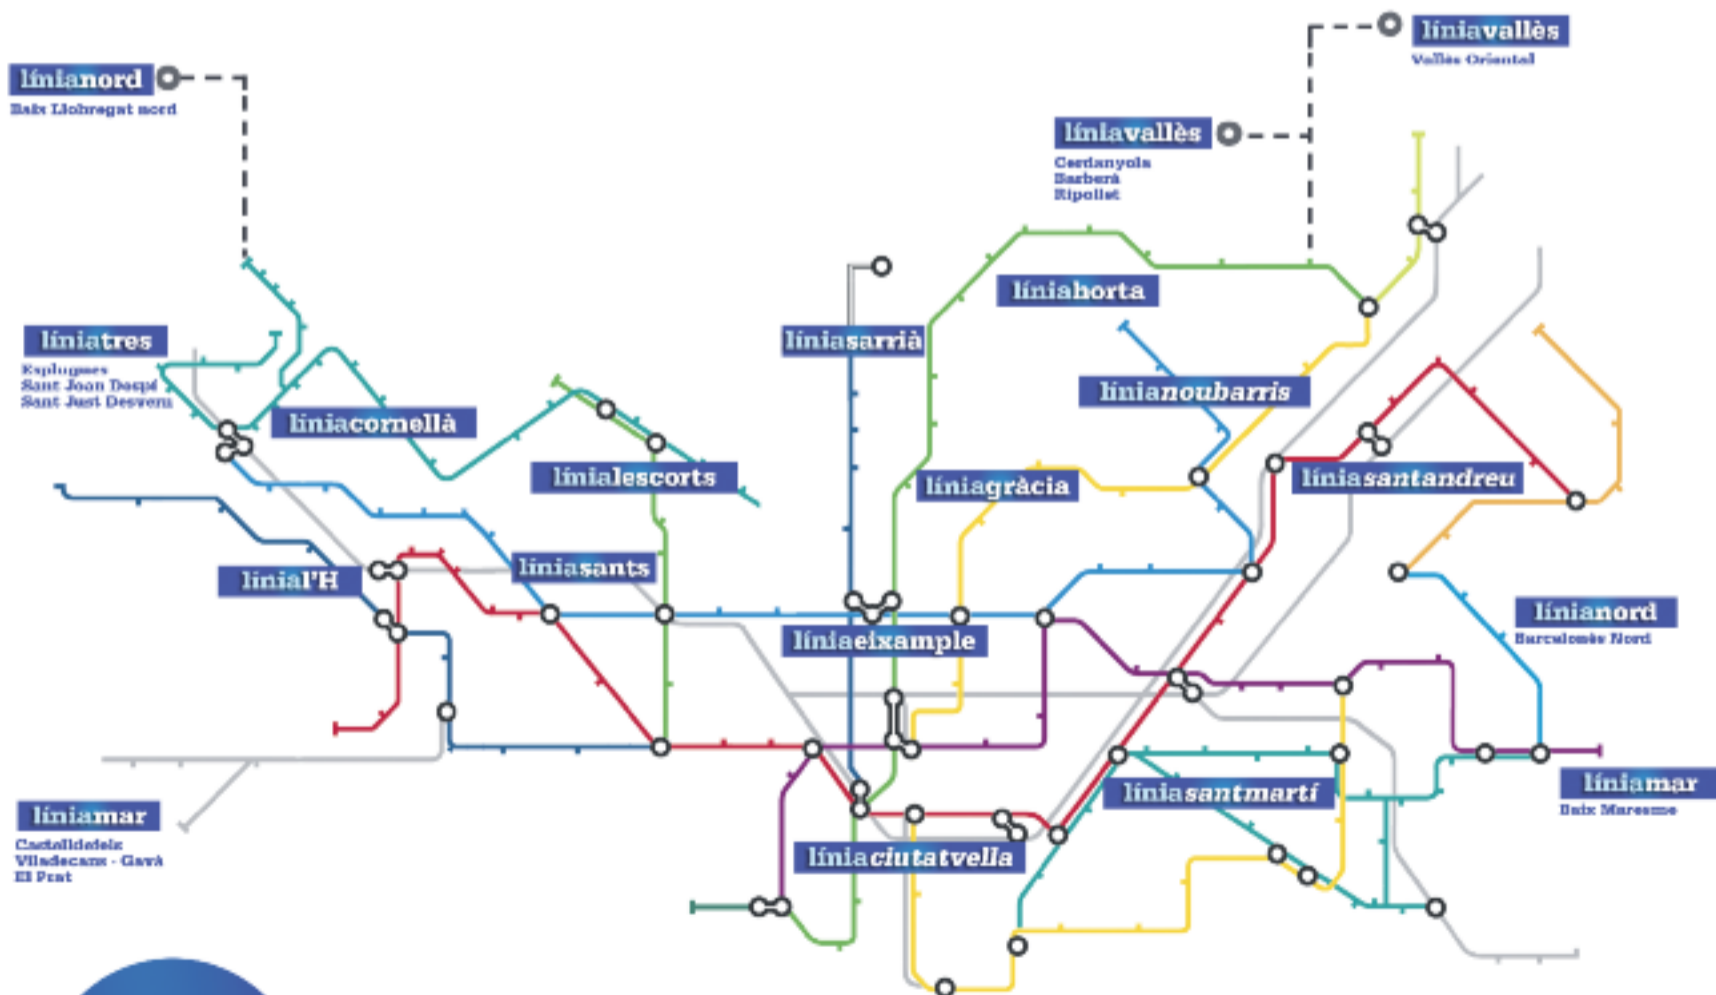 líniavallès
Vallès Oriental
línianord
Baix Llobregat nord
líniavallès
Cerdanyola
Barberà
Ripollet
líniahorta
líniatres
Esplugues
Sant Joan Despí
Sant Just Desvern
líniasarrià
línianoubarris
líniacornellà
línialescorts
líniagràcia
líniasantandreu
línial'H
líniasants
línianord
Barcelonès Nord
líniaeixample
líniamar
Baix Maresme
líniasantmartí
líniamar
Castelldefels
Viladecans - Gavà
El Prat
líniaciutatvella